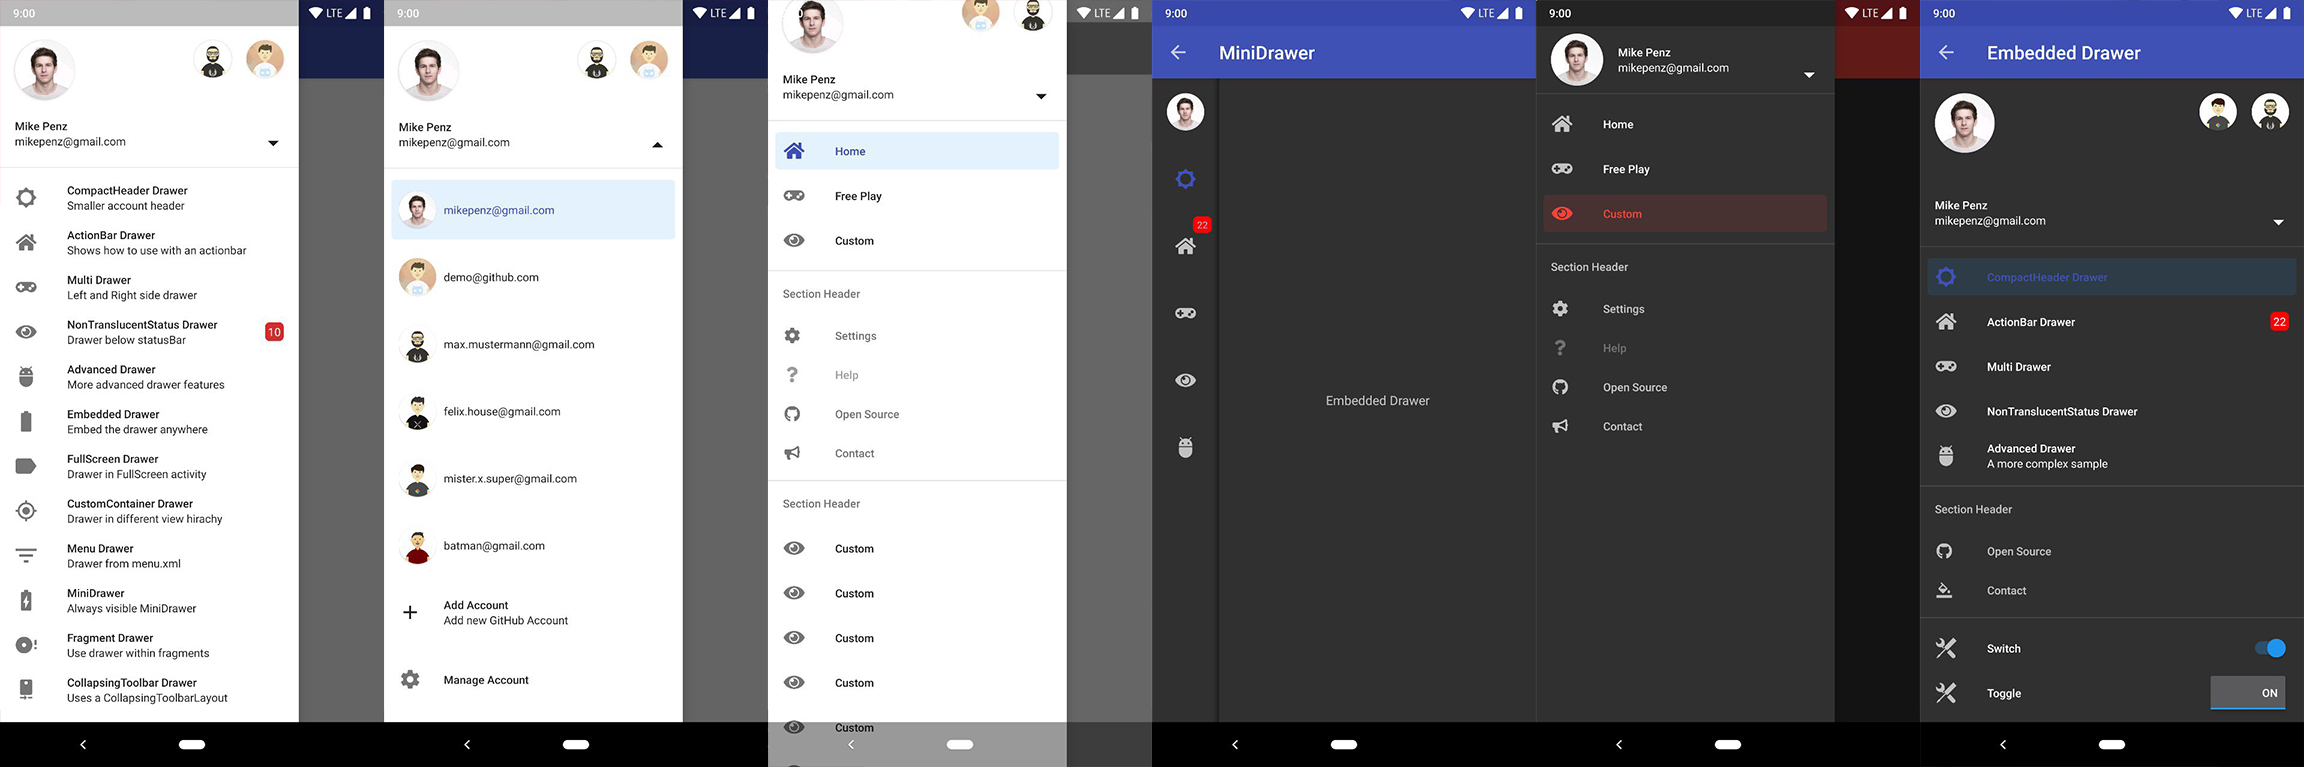 9:00
LTE
Mike Penz
mikepenz@gmail.com
CompactHeader Drawer
Smaller account header
ActionBar Drawer
Shows how to use with an actionbar
Multi Drawer
Left and Right side drawer
NonTranslucentStatus Drawer
Drawer below statusBar
10
Advanced Drawer
More advanced drawer features
Embedded Drawer
Embed the drawer anywhere
FullScreen Drawer
Drawer in FullScreen activity
CustomContainer Drawer
Drawer in different view hirachy
Menu Drawer
Drawer from menu.xml
MiniDrawer
Always visible MiniDrawer
Fragment Drawer
Use drawer within fragments
CollapsingToolbar Drawer
Uses a CollapsingToolbarLayout
9:00
LTE
Mike Penz
mikepenz@gmail.com
mikepenz@gmail.com
demo@github.com
max.mustermann@gmail.com
felix.house@gmail.com
mister.x.super@gmail.com
batman@gmail.com
Add Account
Add new GitHub Account
Manage Account
LTE
Mike Penz
mikepenz@gmail.com
Home
Free Play
Custom
Section Header
Settings
Help
Open Source
Contact
Section Header
Custom
Custom
Custom
Custom
Custom
9:00
LTE
MiniDrawer
22
Embedded Drawer
9:00
LTE
Mike Penz
mikepenz@gmail.com
Home
Free Play
Custom
Section Header
Settings
Help
Open Source
Contact
9:00
LTE
Embedded Drawer
Mike Penz
mikepenz@gmail.com
CompactHeader Drawer
ActionBar Drawer
22
Multi Drawer
NonTranslucentStatus Drawer
Advanced Drawer
A more complex sample
Section Header
Open Source
Contact
Switch
Toggle
ON